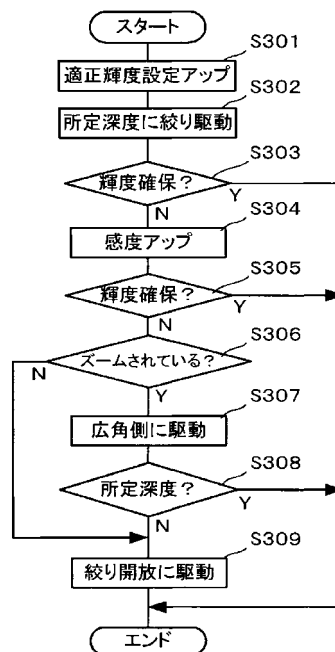 スタート
S301
適正輝度設定アップ
S302
所定深度に絞り駆動
S303
輝度確保?
Y
N
S304
感度アップ
S305
輝度確保?
Y
N
S306
ズームされている?
N
Y
S307
広角側に駆動
S308
所定深度?
Y
N
S309
絞り開放に駆動
エンド